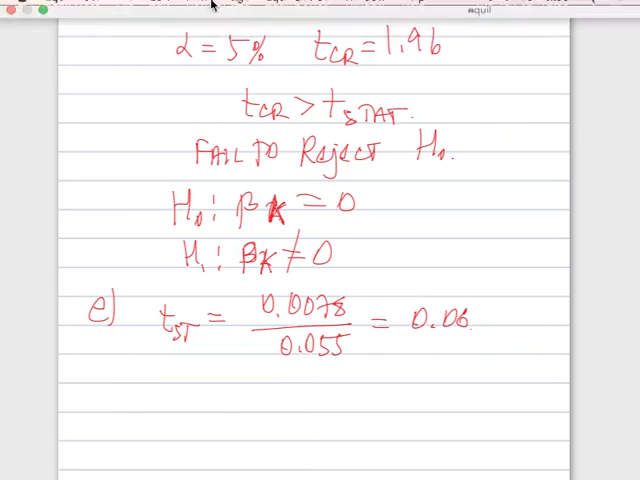 aquil
α = 5% tCR = 1.96
tCR > tSTAT.
FAIL TO Reject H0.
H0: βK = 0
H1: βK ≠ 0
e) tST = 0.0078 / 0.055 = 0.06.